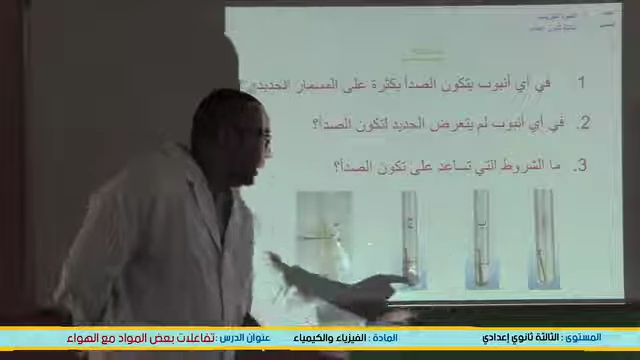 1 في أي أنبوب يتكون الصدأ بكثرة على المسمار الحديدي؟
2. في أي أنبوب لم يتعرض الحديد لتكون الصدأ؟
3. ما الشروط التي تساعد على تكون الصدأ؟
ج
ب
المستوى : الثالثة ثانوي إعدادي المادة : الفيزياء والكيمياء عنوان الدرس: تفاعلات بعض المواد مع الهواء